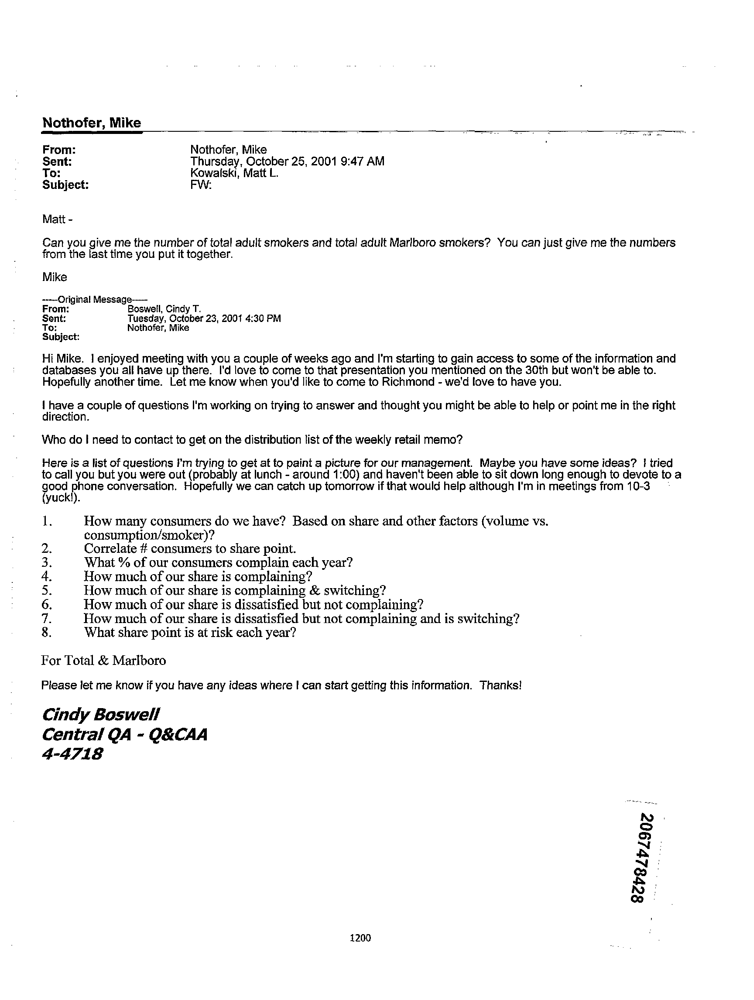 Nothofer, Mike
From: Nothofer, Mike
Sent: Thursday, October 25, 2001 9:47 AM
To: Kowalski, Matt L.
Subject: FW:
Matt -
Can you give me the number of total adult smokers and total adult Marlboro smokers? You can just give me the numbers
from the last time you put it together.
Mike
-----Original Message-----
From: Boswell, Cindy T.
Sent: Tuesday, October 23, 2001 4:30 PM
To: Nothofer, Mike
Subject:
Hi Mike. I enjoyed meeting with you a couple of weeks ago and I'm starting to gain access to some of the information and
databases you all have up there. I'd love to come to that presentation you mentioned on the 30th but won't be able to.
Hopefully another time. Let me know when you'd like to come to Richmond - we'd love to have you.
I have a couple of questions I'm working on trying to answer and thought you might be able to help or point me in the right
direction.
Who do I need to contact to get on the distribution list of the weekly retail memo?
Here is a list of questions I'm trying to get at to paint a picture for our management. Maybe you have some ideas? I tried
to call you but you were out (probably at lunch - around 1:00) and haven't been able to sit down long enough to devote to a
good phone conversation. Hopefully we can catch up tomorrow if that would help although I'm in meetings from 10-3
(yuck!).
1. How many consumers do we have? Based on share and other factors (volume vs.
consumption/smoker)?
2. Correlate # consumers to share point.
3. What % of our consumers complain each year?
4. How much of our share is complaining?
5. How much of our share is complaining & switching?
6. How much of our share is dissatisfied but not complaining?
7. How much of our share is dissatisfied but not complaining and is switching?
8. What share point is at risk each year?
For Total & Marlboro
Please let me know if you have any ideas where I can start getting this information. Thanks!
Cindy Boswell
Central QA - Q&CAA
4-4718
2067478428
1200